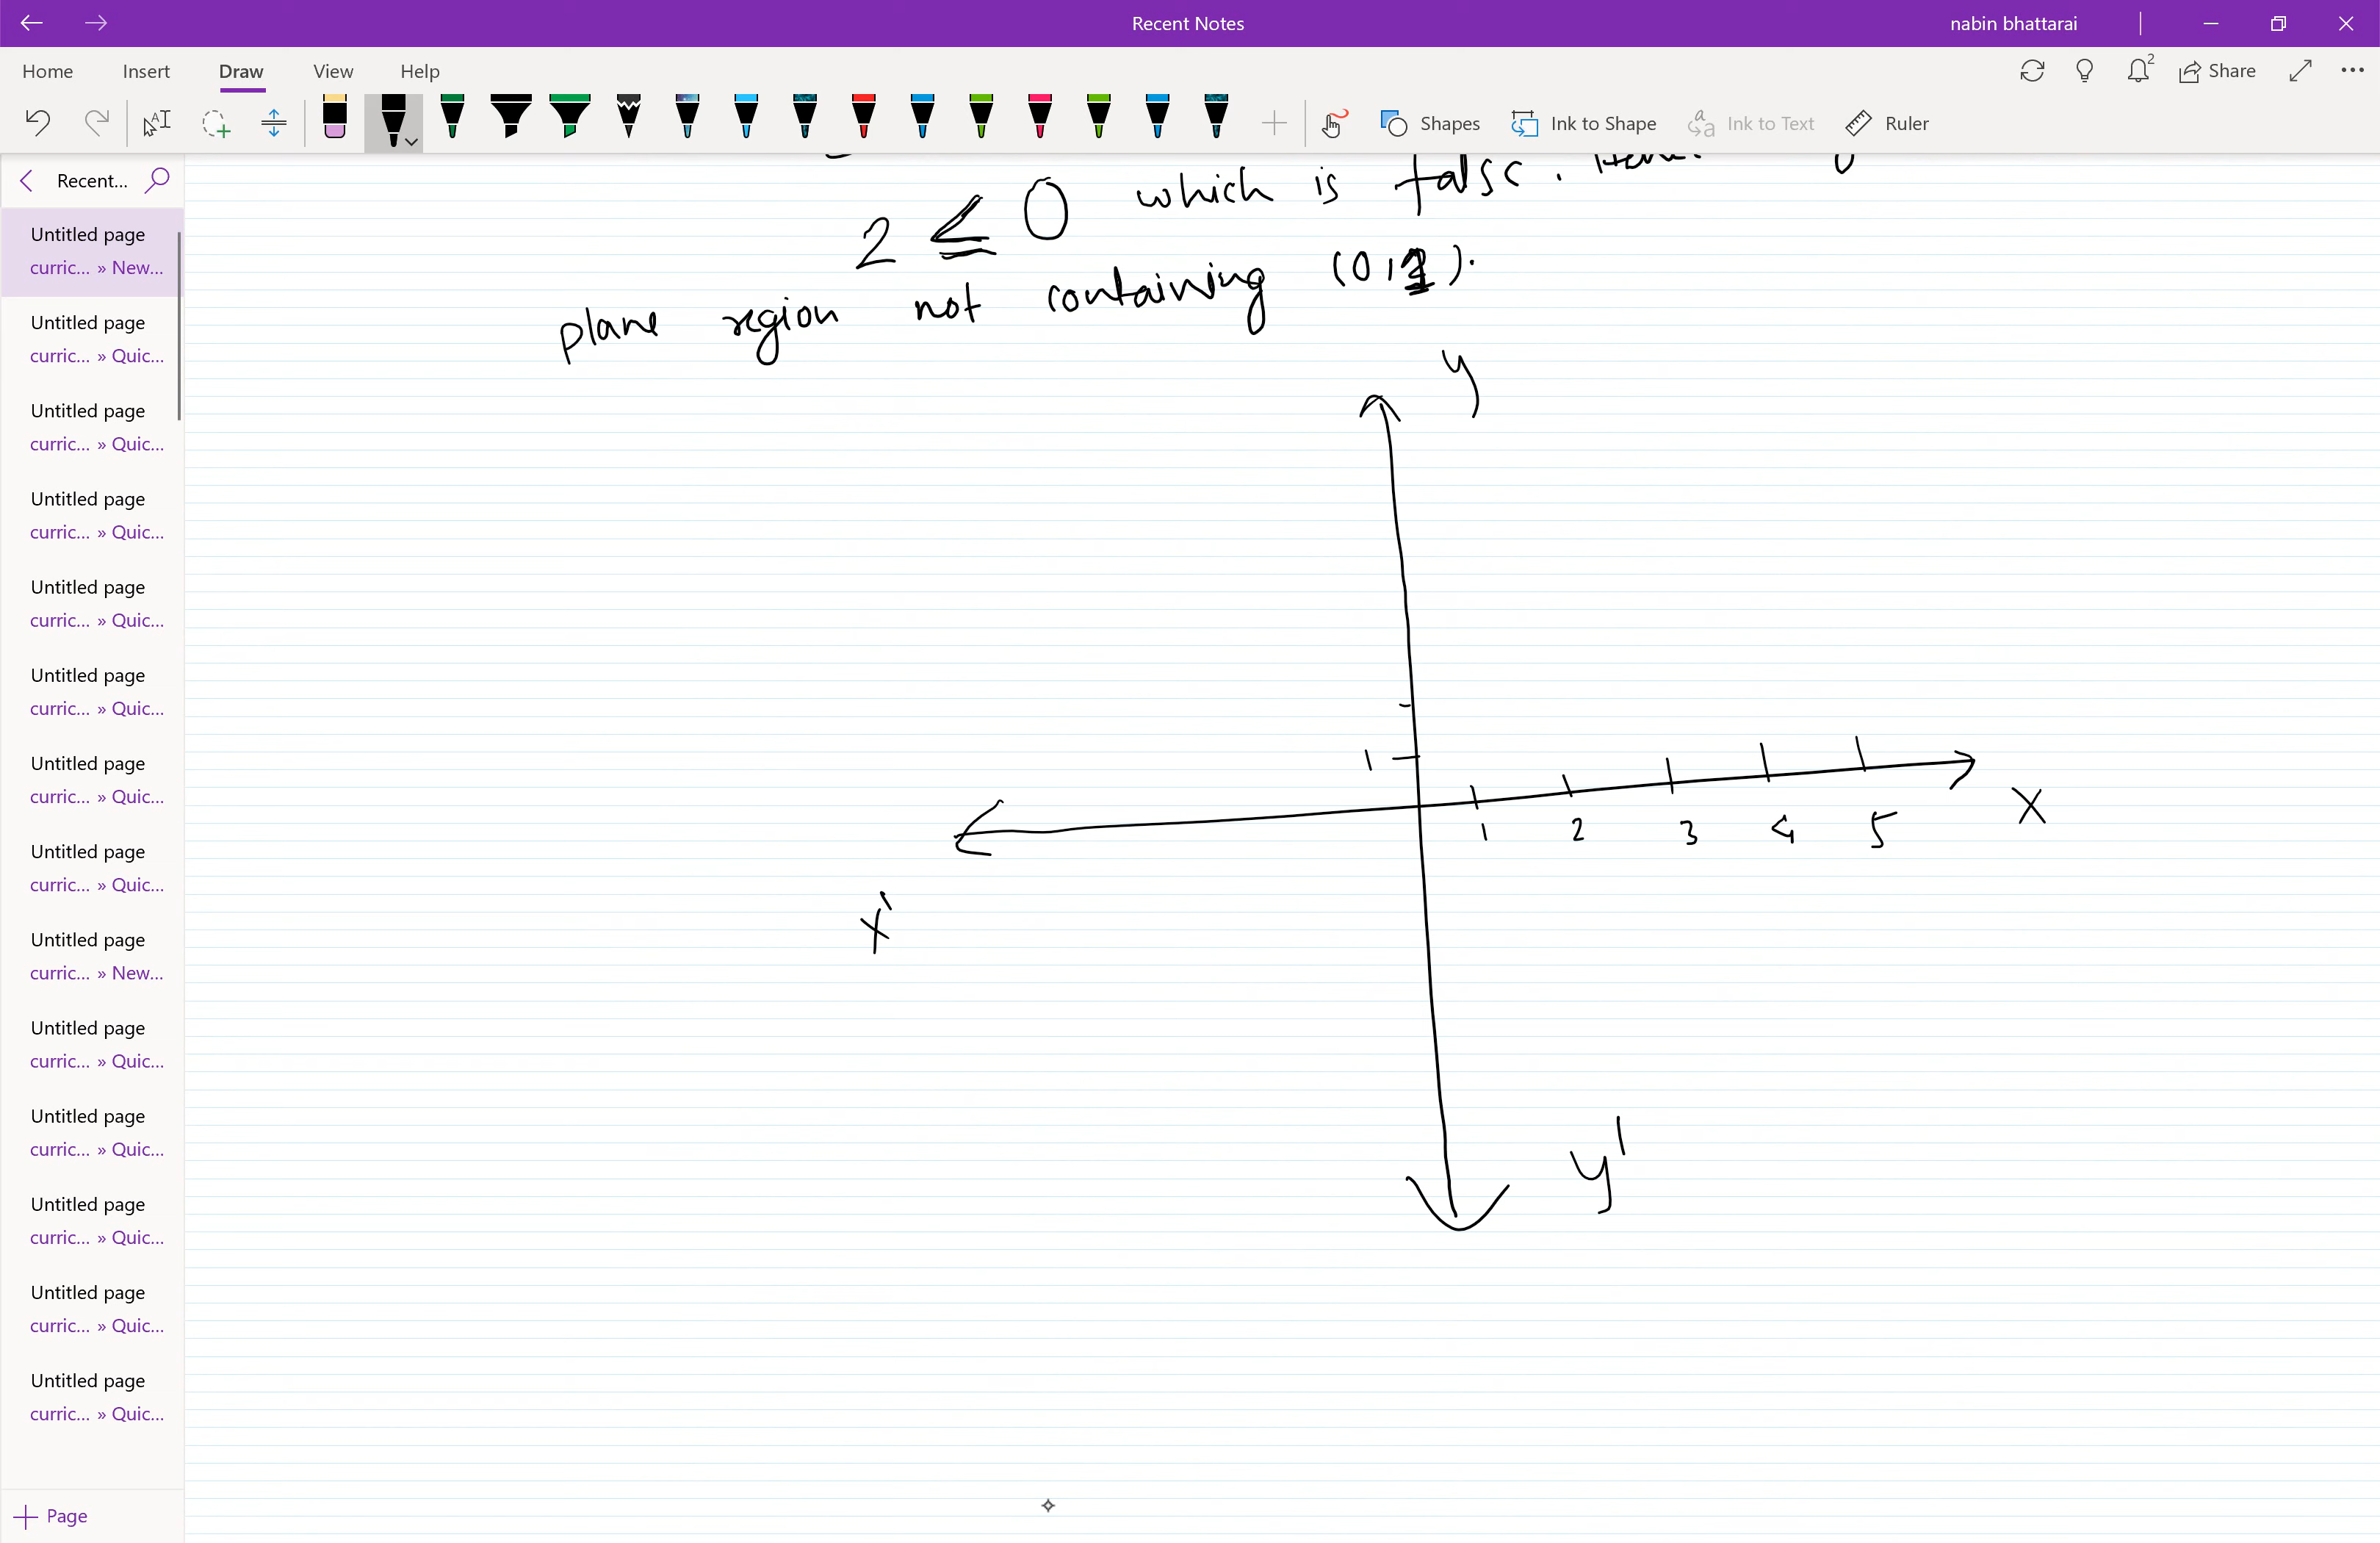 Recent Notes
nabin bhattarai
Home Insert Draw View Help
2 Share
Shapes Ink to Shape Ink to Text Ruler
Recent...
Untitled page
curric... » New...
Untitled page
curric... » Quic...
Untitled page
curric... » Quic...
Untitled page
curric... » Quic...
Untitled page
curric... » Quic...
Untitled page
curric... » Quic...
Untitled page
curric... » Quic...
Untitled page
curric... » Quic...
Untitled page
curric... » New...
Untitled page
curric... » Quic...
Untitled page
curric... » Quic...
Untitled page
curric... » Quic...
Untitled page
curric... » Quic...
Untitled page
curric... » Quic...
Page
2 ≤ 0 which is false.
plane region not containing (0,1).
y
1
1 2 3 4 5
X
X'
y'